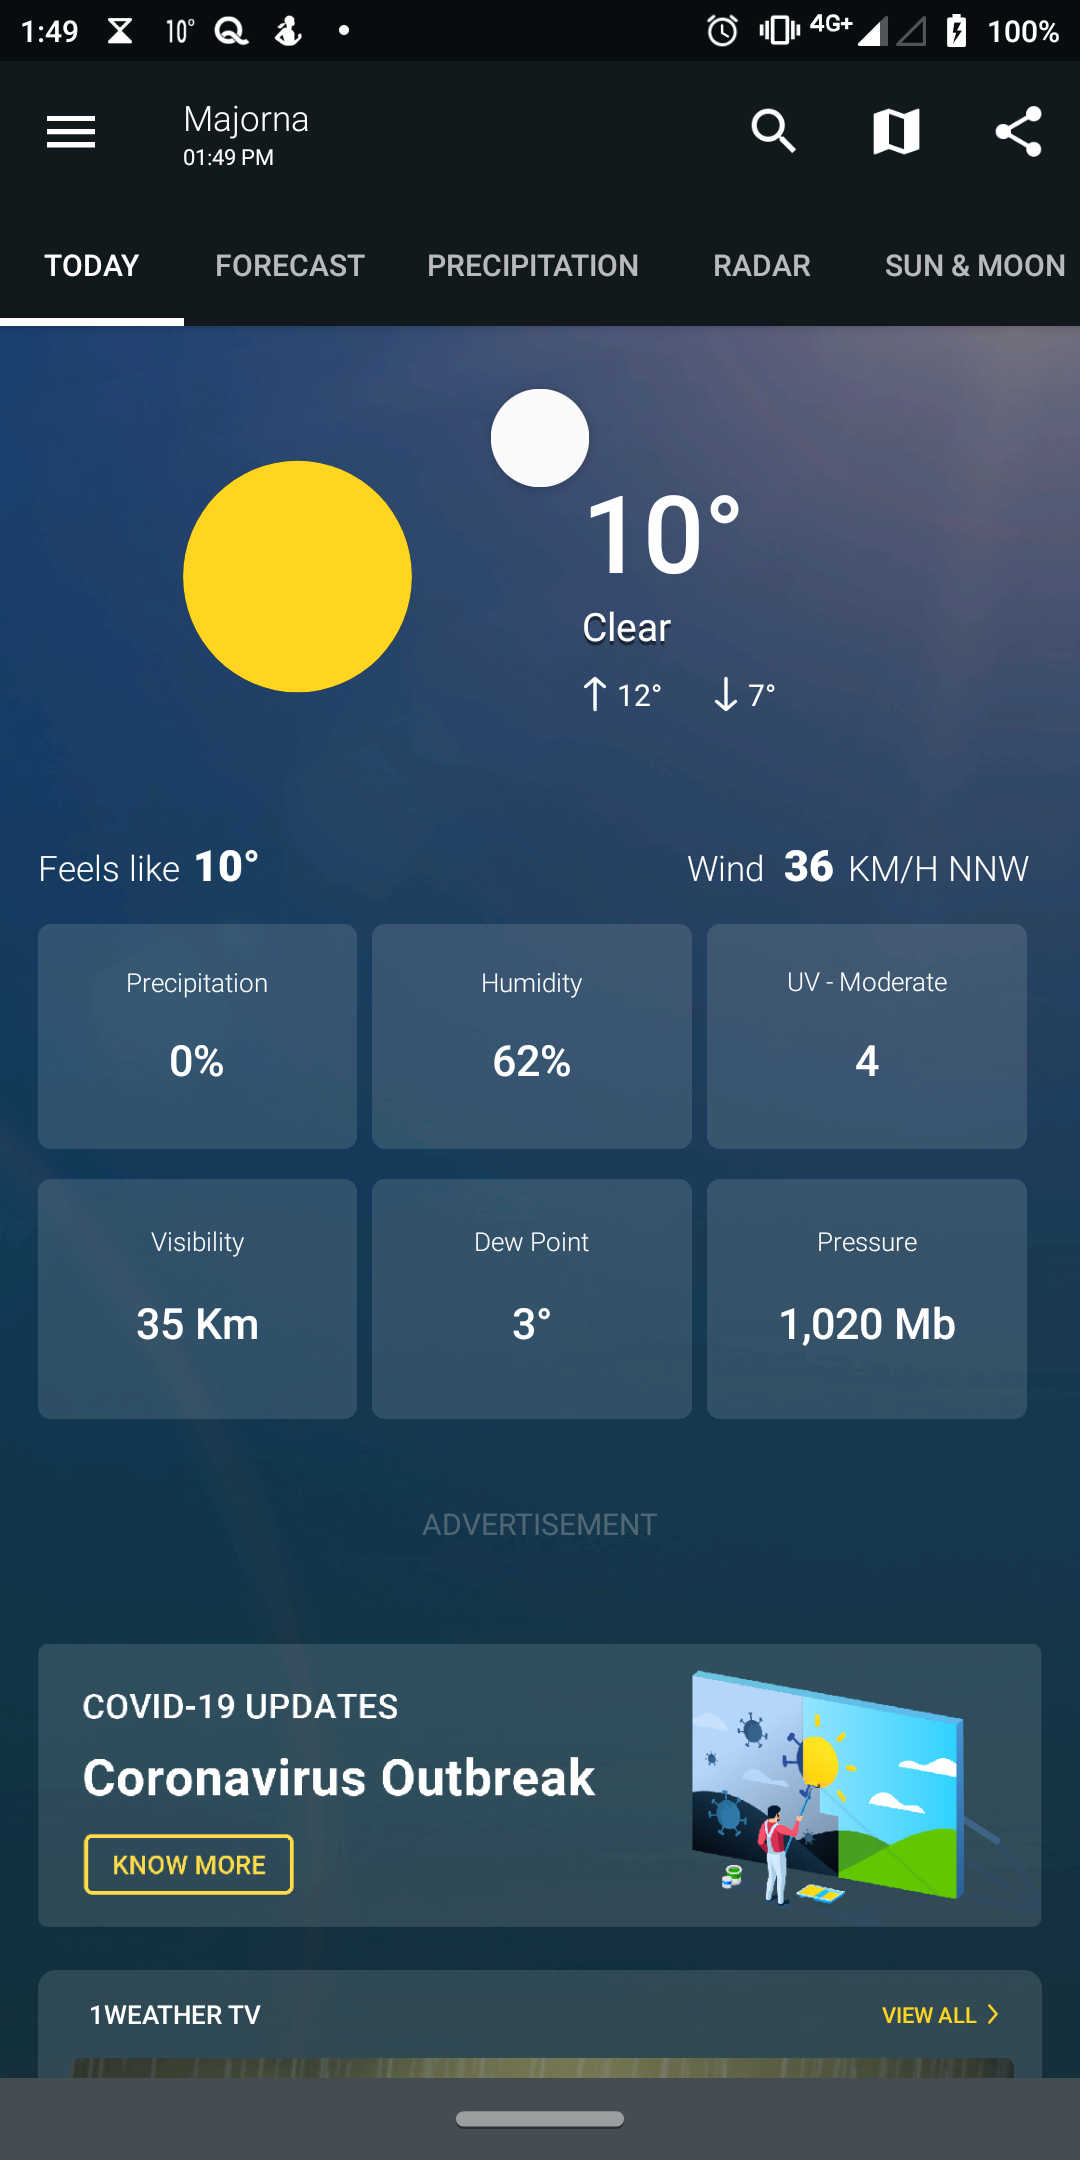 1:49 10° 4G+ 100%
Majorna
01:49 PM
TODAY FORECAST PRECIPITATION RADAR SUN & MOON
10°
Clear
↑ 12° ↓ 7°
Feels like 10° Wind 36 KM/H NNW
Precipitation Humidity UV - Moderate
0% 62% 4
Visibility Dew Point Pressure
35 Km 3° 1,020 Mb
ADVERTISEMENT
COVID-19 UPDATES
Coronavirus Outbreak
KNOW MORE
1WEATHER TV VIEW ALL